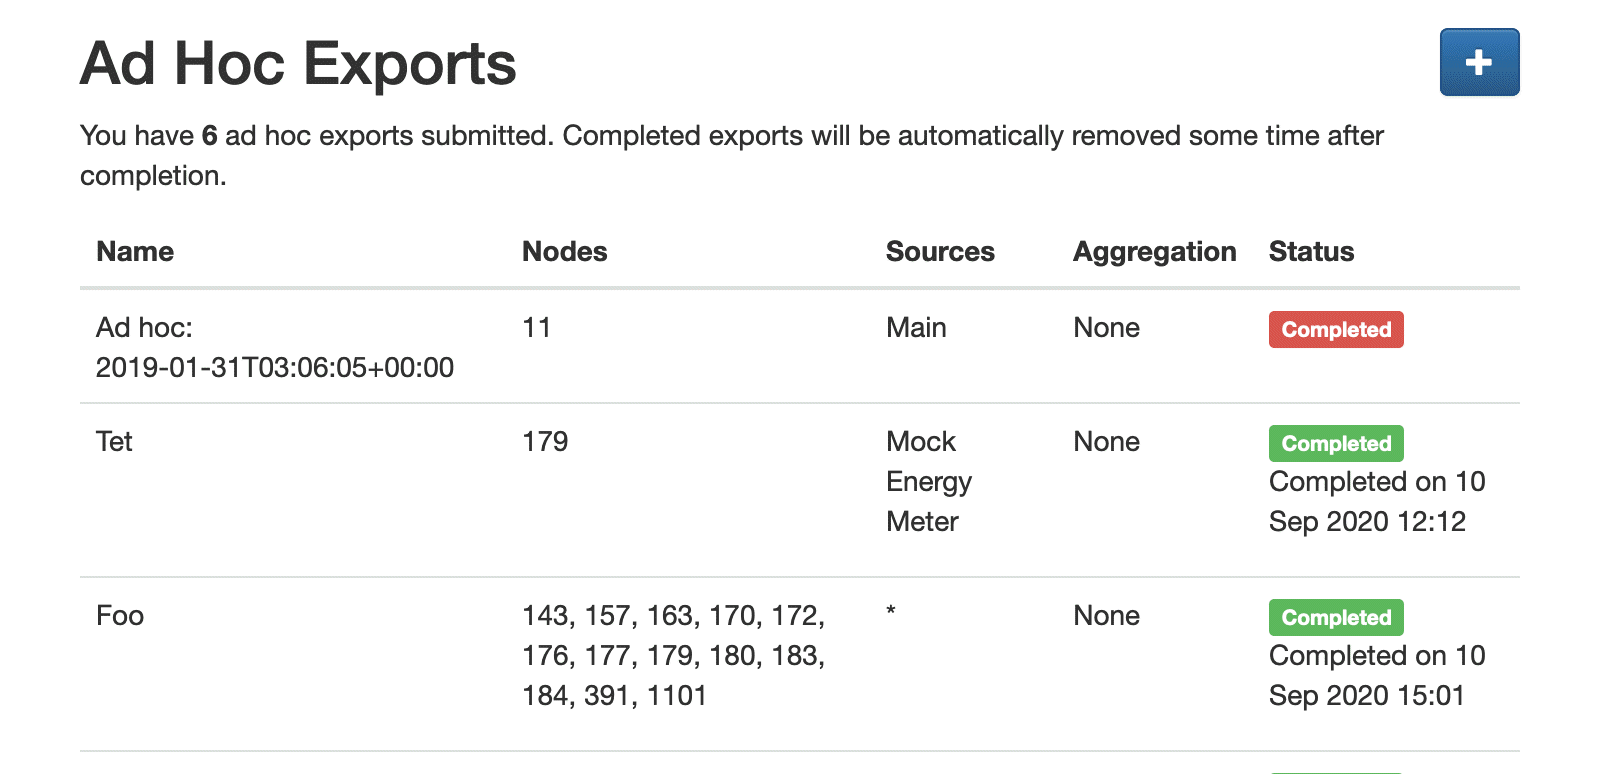 Ad Hoc Exports
+
You have 6 ad hoc exports submitted. Completed exports will be automatically removed some time after
completion.
Name Nodes Sources Aggregation Status
Ad hoc: 11 Main None Completed
2019-01-31T03:06:05+00:00
Tet 179 Mock None Completed
Energy Completed on 10
Meter Sep 2020 12:12
Foo 143, 157, 163, 170, 172, * None Completed
176, 177, 179, 180, 183, Completed on 10
184, 391, 1101 Sep 2020 15:01